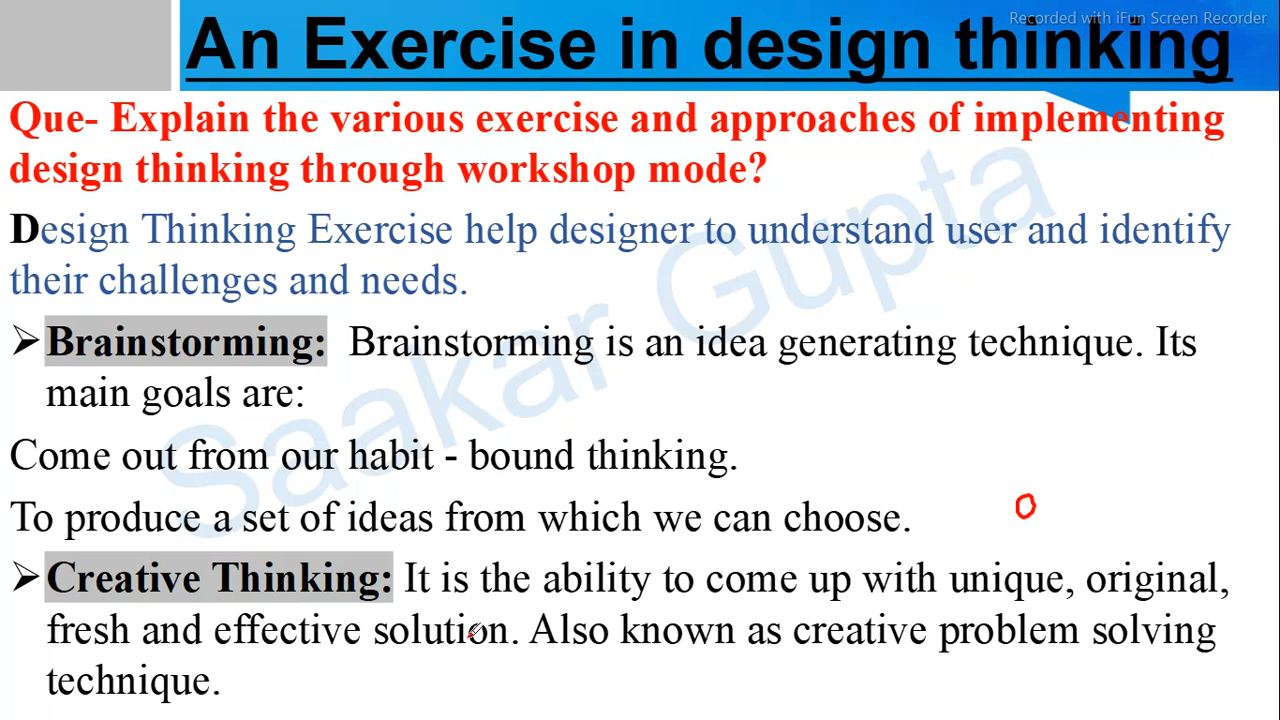 Recorded with iFun Screen Recorder
An Exercise in design thinking
Que- Explain the various exercise and approaches of implementing
design thinking through workshop mode?
Design Thinking Exercise help designer to understand user and identify
their challenges and needs.
➢ Brainstorming: Brainstorming is an idea generating technique. Its
main goals are:
Come out from our habit - bound thinking.
To produce a set of ideas from which we can choose.
➢ Creative Thinking: It is the ability to come up with unique, original,
fresh and effective solution. Also known as creative problem solving
technique.
Saakar Gupta